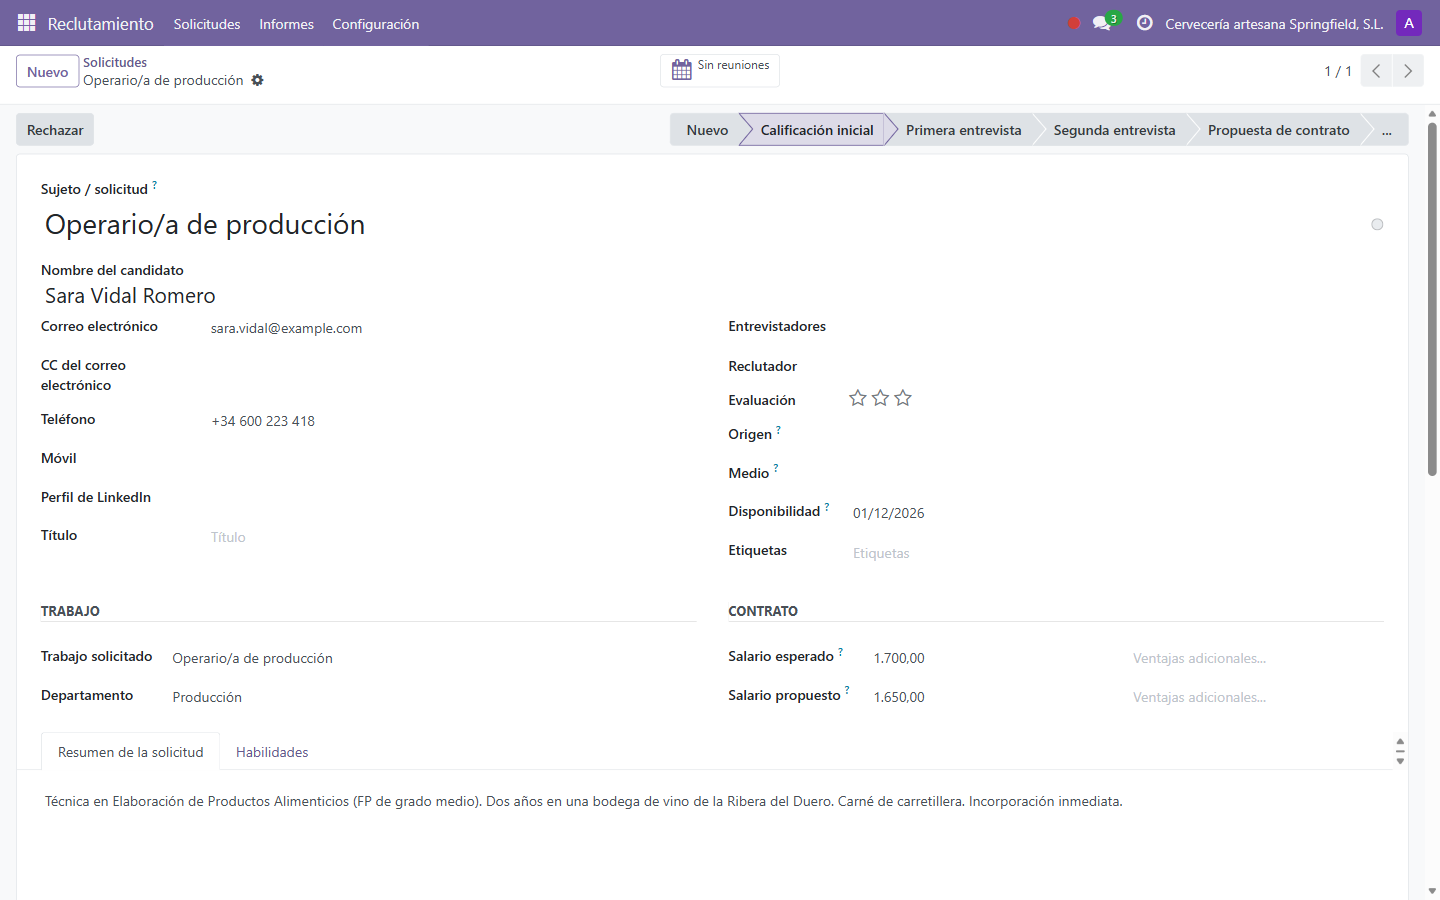 Reclutamiento
Solicitudes
Informes
Configuración
3
Cervecería artesana Springfield, S.L.
A
Nuevo
Solicitudes
Operario/a de producción
Sin reuniones
1 / 1
Rechazar
Nuevo
Calificación inicial
Primera entrevista
Segunda entrevista
Propuesta de contrato
...
Sujeto / solicitud ?
Operario/a de producción
Nombre del candidato
Sara Vidal Romero
Correo electrónico
sara.vidal@example.com
CC del correo
electrónico
Teléfono
+34 600 223 418
Móvil
Perfil de LinkedIn
Título
Título
Entrevistadores
Reclutador
Evaluación
Origen ?
Medio ?
Disponibilidad ?
01/12/2026
Etiquetas
Etiquetas
TRABAJO
Trabajo solicitado
Operario/a de producción
Departamento
Producción
CONTRATO
Salario esperado ?
1.700,00
Ventajas adicionales...
Salario propuesto ?
1.650,00
Ventajas adicionales...
Resumen de la solicitud
Habilidades
Técnica en Elaboración de Productos Alimenticios (FP de grado medio). Dos años en una bodega de vino de la Ribera del Duero. Carné de carretillera. Incorporación inmediata.